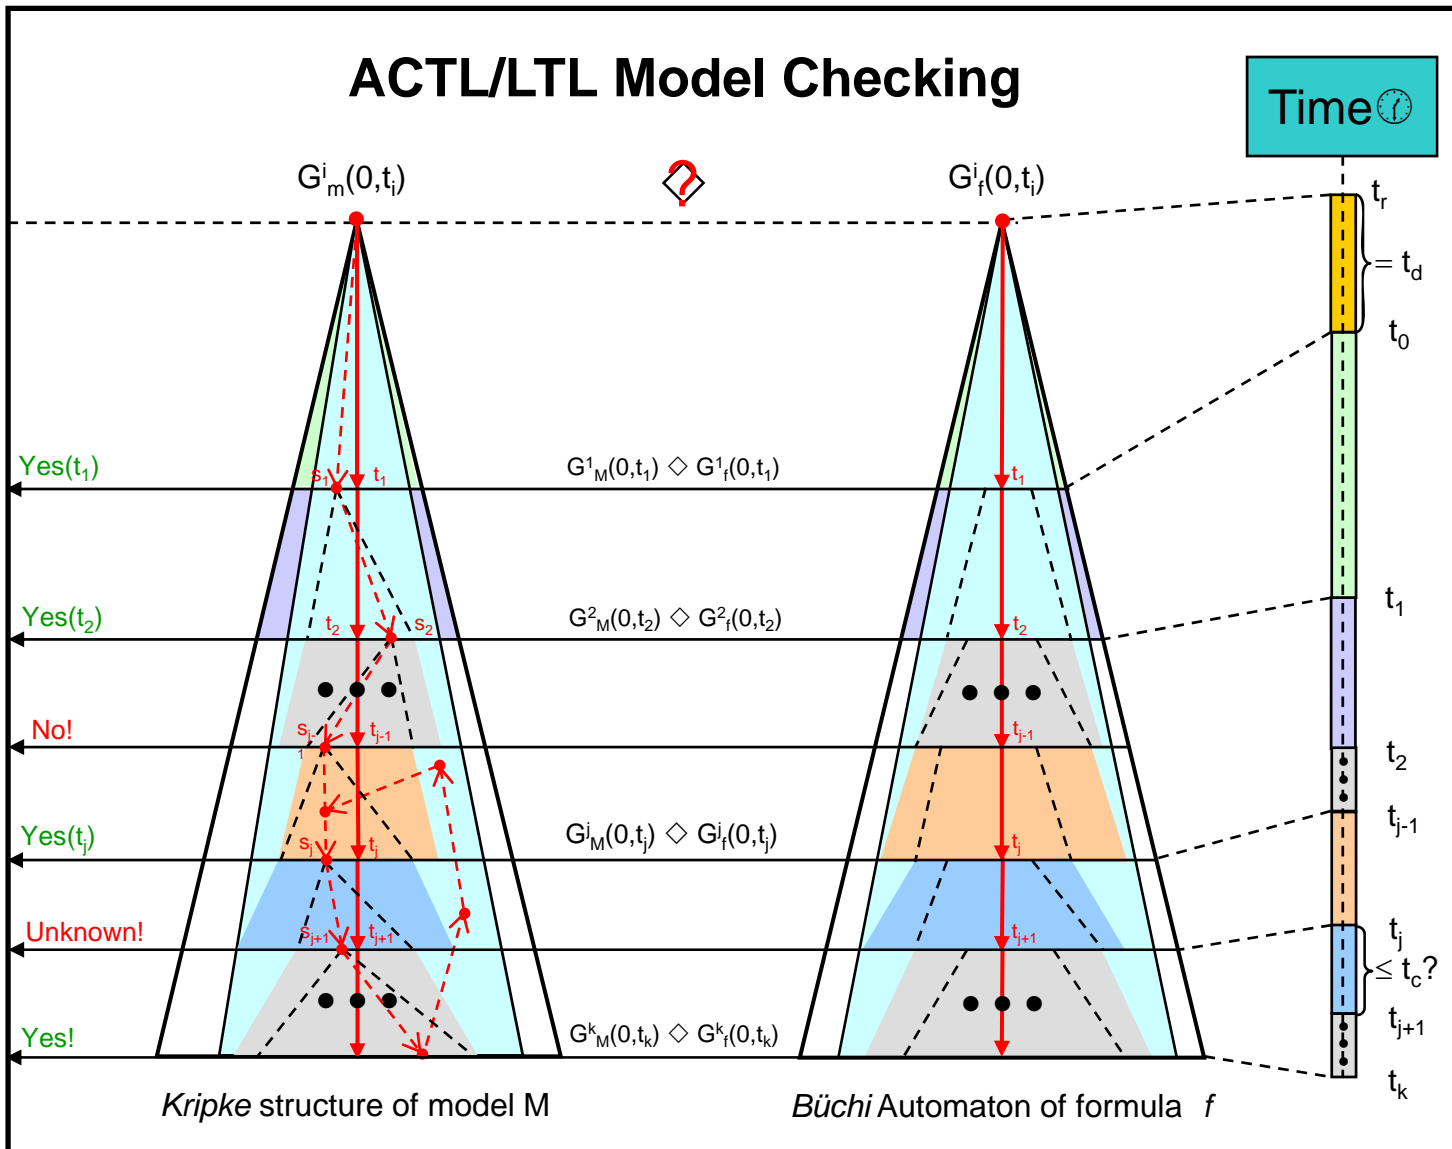 ACTL/LTL Model Checking
Time
G^i_m(0,t_i)
?
G^i_f(0,t_i)
t_r
= t_d
t_0
Yes(t_1)
s_1
t_1
G^1_M(0,t_1) ◇ G^1_f(0,t_1)
t_1
t_1
Yes(t_2)
t_2
s_2
G^2_M(0,t_2) ◇ G^2_f(0,t_2)
t_2
No!
s_j-1
t_j-1
t_j-1
t_2
t_j-1
Yes(t_j)
s_j
t_j
G^j_M(0,t_j) ◇ G^j_f(0,t_j)
t_j
Unknown!
s_j+1
t_j+1
t_j+1
t_j
≤ t_c?
t_j+1
Yes!
G^k_M(0,t_k) ◇ G^k_f(0,t_k)
t_k
Kripke structure of model M
Büchi Automaton of formula f